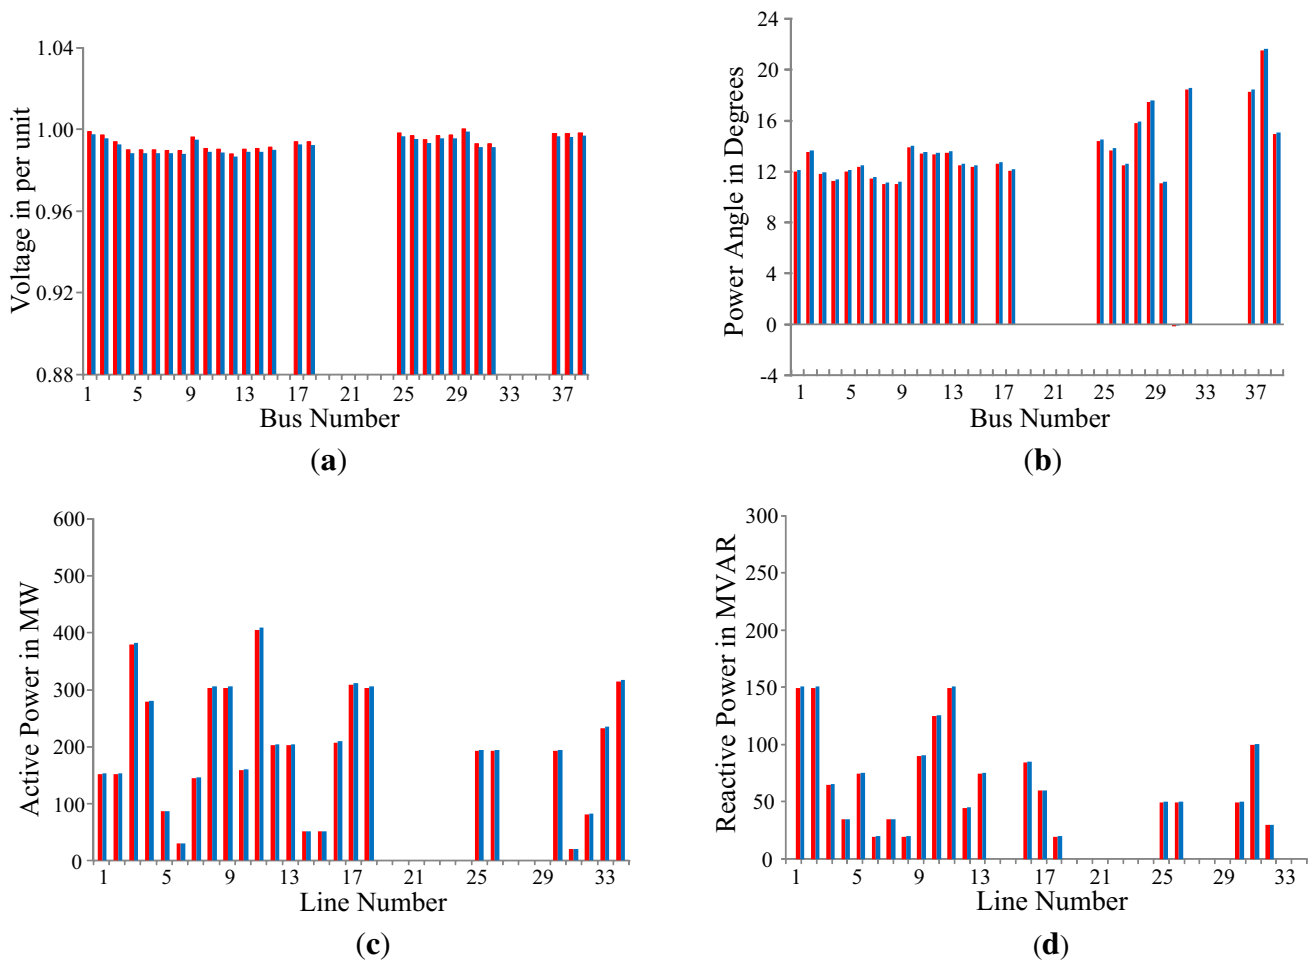 1.04
1.00
0.96
0.92
0.88
Voltage in per unit
1 5 9 13 17 21 25 29 33 37
Bus Number
(a)
24
20
16
12
8
4
0
-4
Power Angle in Degrees
1 5 9 13 17 21 25 29 33 37
Bus Number
(b)
600
500
400
300
200
100
0
Active Power in MW
1 5 9 13 17 21 25 29 33
Line Number
(c)
300
250
200
150
100
50
0
Reactive Power in MVAR
1 5 9 13 17 21 25 29 33
Line Number
(d)